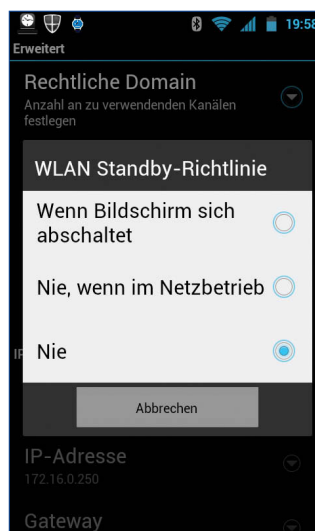 19:58
Erweitert
Rechtliche Domain
Anzahl an zu verwendenden Kanälen
festlegen
WLAN Standby-Richtlinie
Wenn Bildschirm sich
abschaltet
Nie, wenn im Netzbetrieb
Nie
IP
Abbrechen
IP-Adresse
172.16.0.250
Gateway